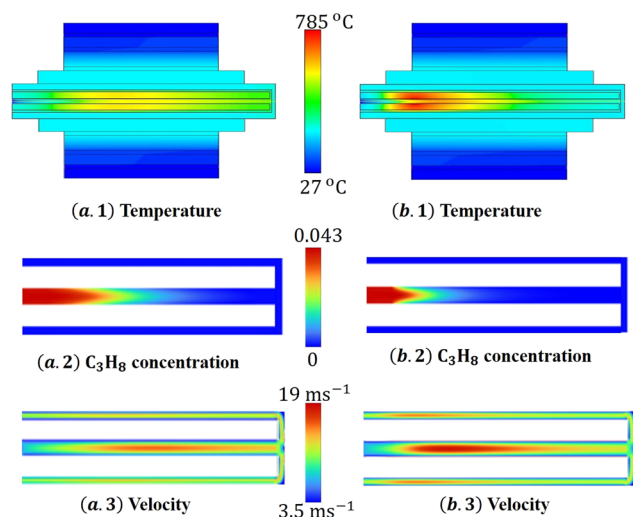 785 °C
27 °C
(a.1) Temperature
(b.1) Temperature
0.043
0
(a.2) C₃H₈ concentration
(b.2) C₃H₈ concentration
19 ms⁻¹
3.5 ms⁻¹
(a.3) Velocity
(b.3) Velocity